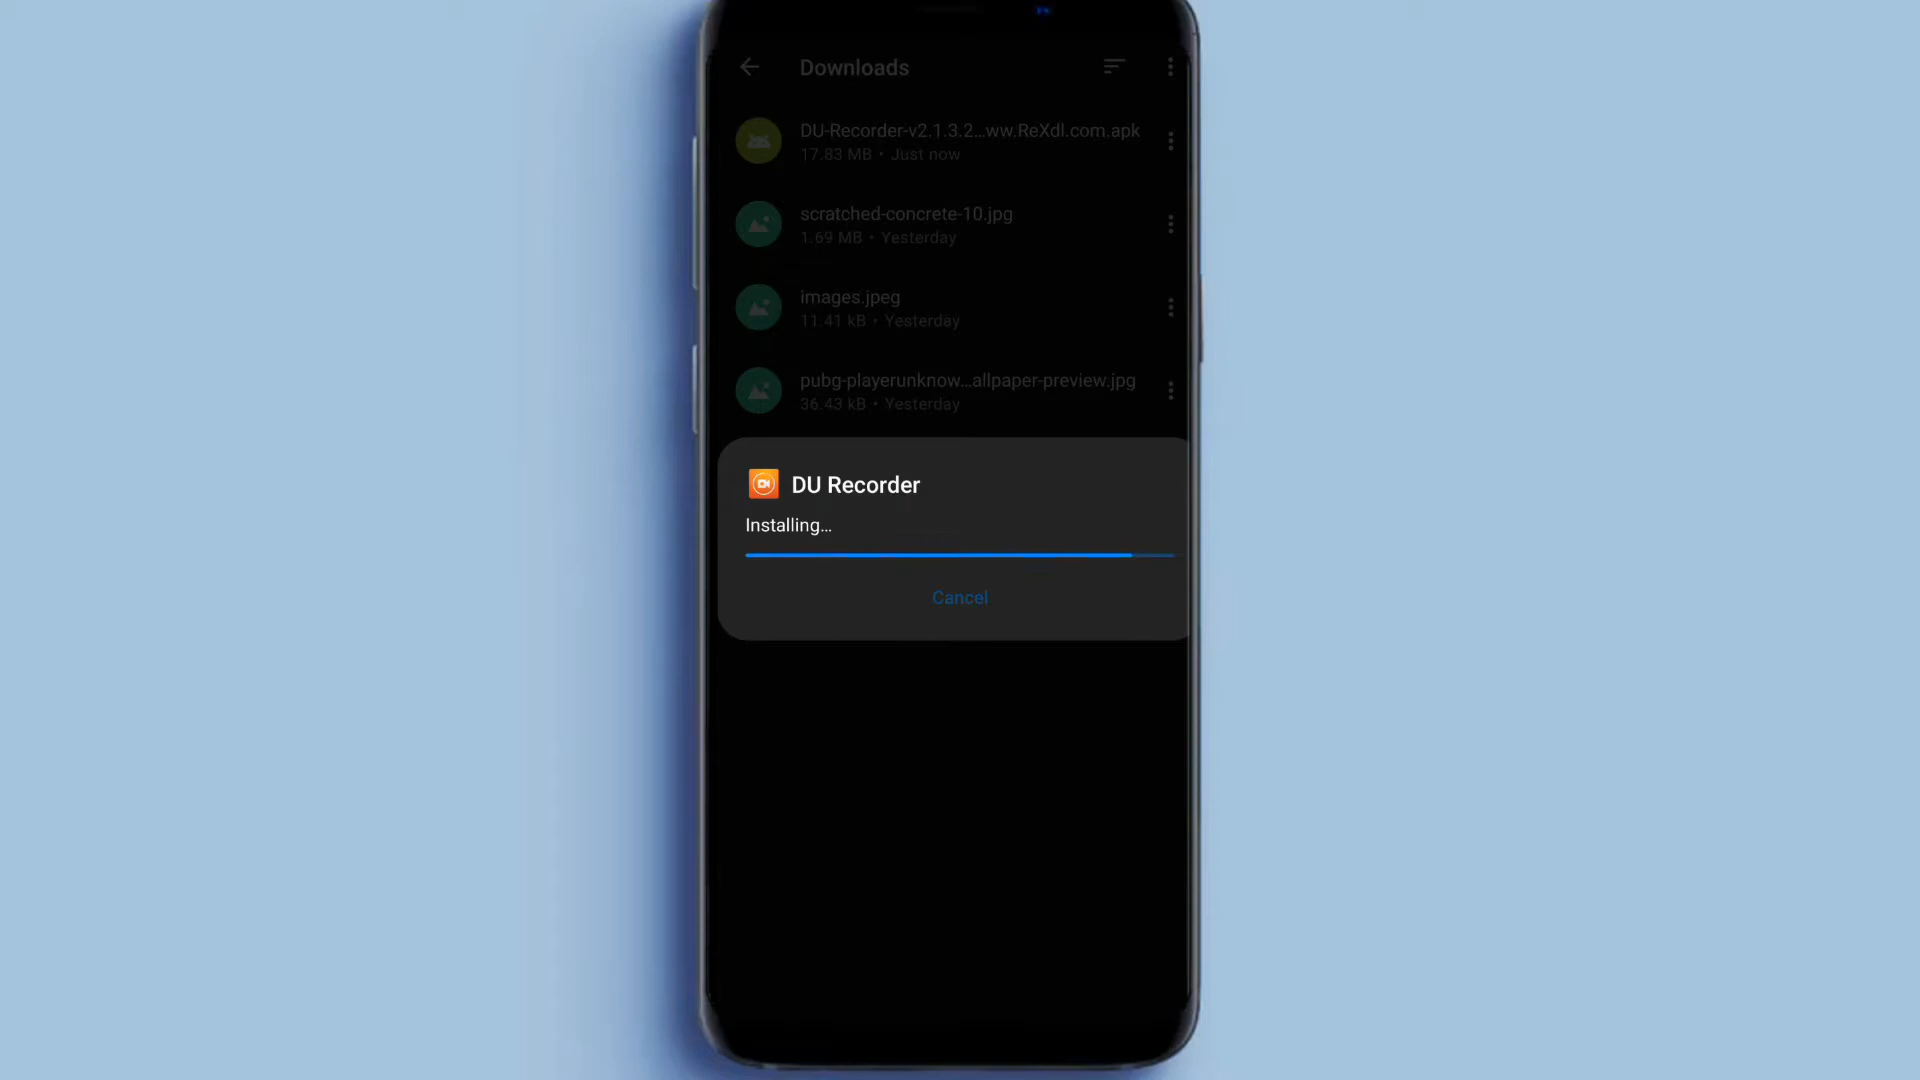 Downloads
DU-Recorder-v2.1.3.2...ww.ReXdl.com.apk
17.83 MB • Just now
scratched-concrete-10.jpg
1.69 MB • Yesterday
images.jpeg
11.41 kB • Yesterday
pubg-playerunknow...allpaper-preview.jpg
36.43 kB • Yesterday
DU Recorder
Installing...
Cancel